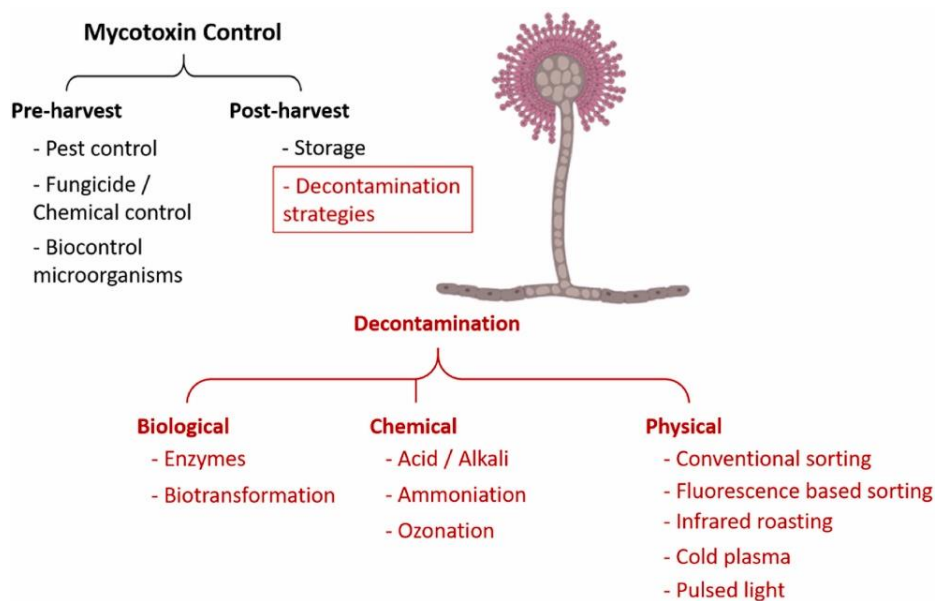 Mycotoxin Control
Pre-harvest
- Pest control
- Fungicide /
Chemical control
- Biocontrol
microorganisms
Post-harvest
- Storage
- Decontamination
strategies
Decontamination
Biological
- Enzymes
- Biotransformation
Chemical
- Acid / Alkali
- Ammoniation
- Ozonation
Physical
- Conventional sorting
- Fluorescence based sorting
- Infrared roasting
- Cold plasma
- Pulsed light